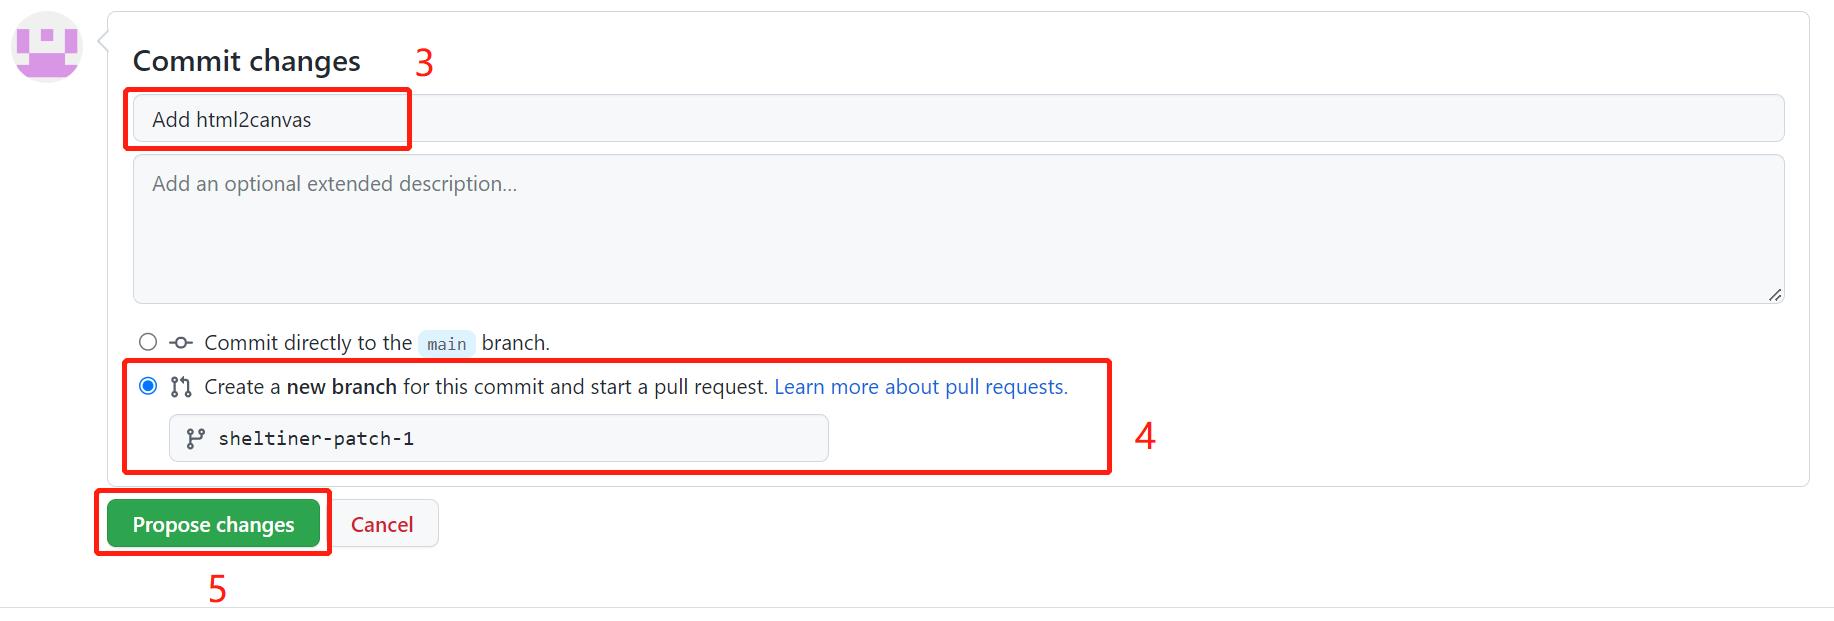 Commit changes
3
Add html2canvas
Add an optional extended description...
Commit directly to the main branch.
Create a new branch for this commit and start a pull request. Learn more about pull requests.
sheltiner-patch-1
4
Propose changes
Cancel
5